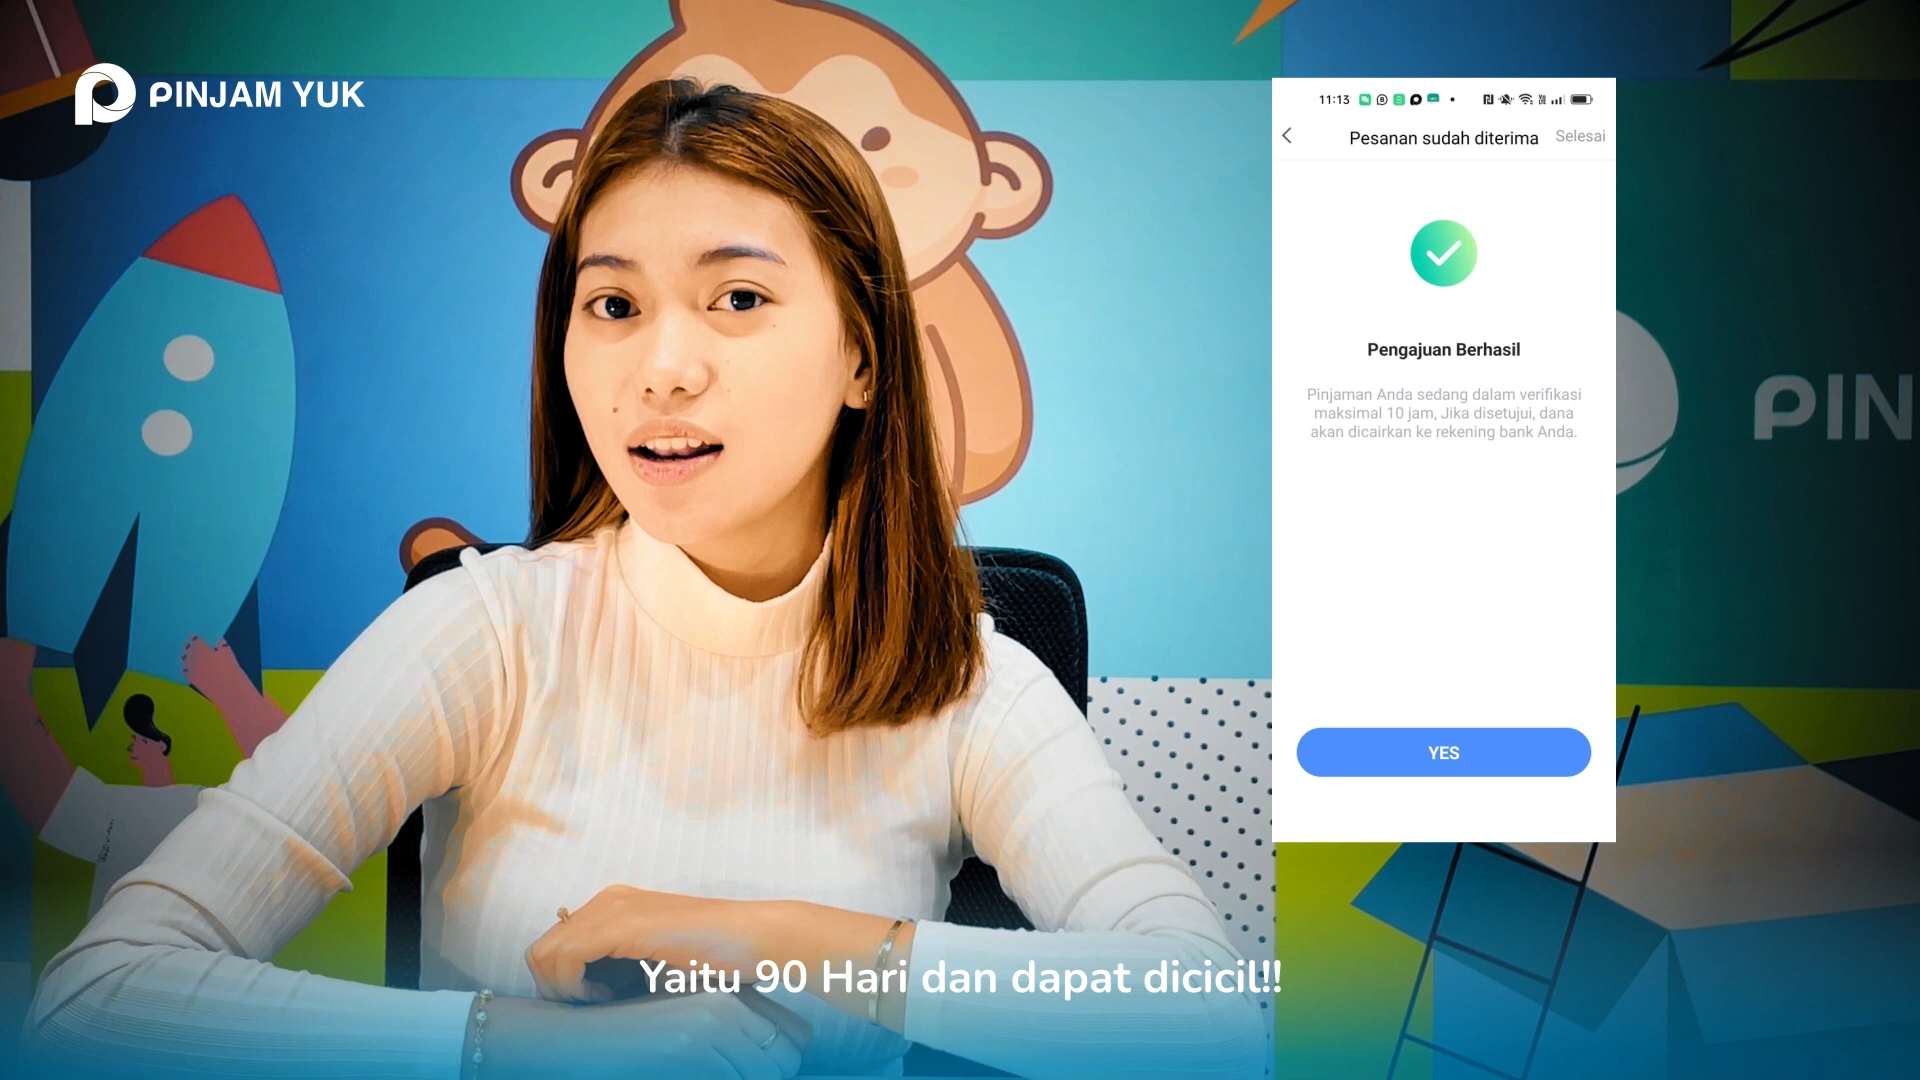 PINJAM YUK
11:13
Pesanan sudah diterima
Selesai
Pengajuan Berhasil
Pinjaman Anda sedang dalam verifikasi
maksimal 10 jam, Jika disetujui, dana
akan dicairkan ke rekening bank Anda.
YES
PIN
Yaitu 90 Hari dan dapat dicicil!!